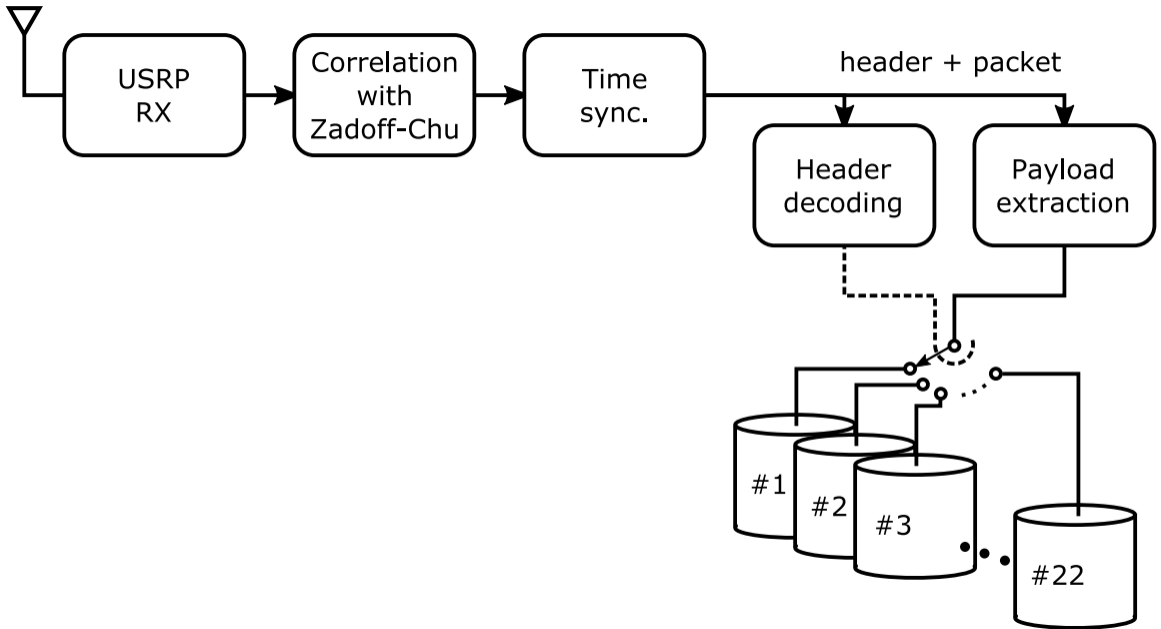 USRP
RX
Correlation
with
Zadoff-Chu
Time
sync.
header + packet
Header
decoding
Payload
extraction
#1
#2
#3
#22